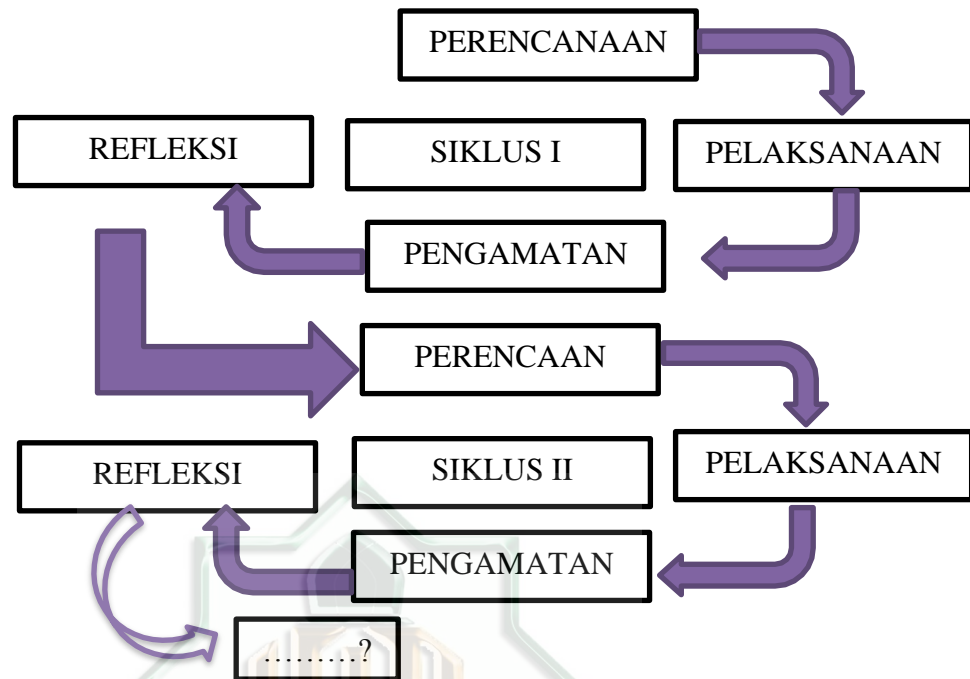 PERENCANAAN
REFLEKSI
SIKLUS I
PELAKSANAAN
PENGAMATAN
PERENCAAN
REFLEKSI
SIKLUS II
PELAKSANAAN
PENGAMATAN
.........?